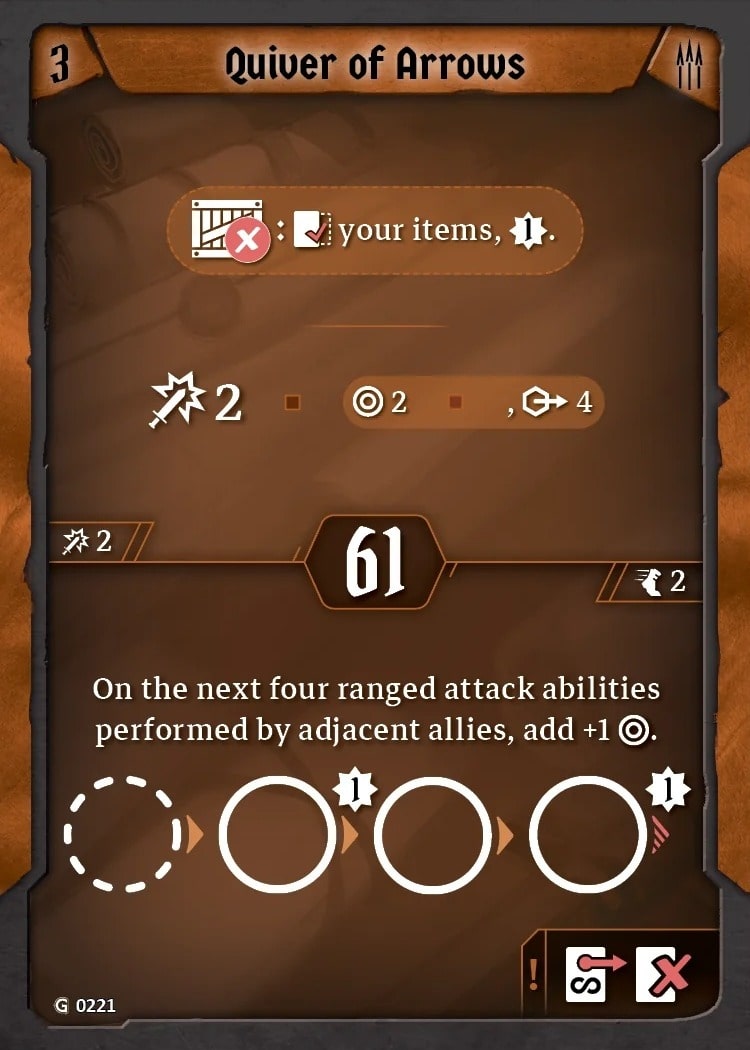 3 Quiver of Arrows
: your items, 1.
2 2 , 4
2
61
2
On the next four ranged attack abilities
performed by adjacent allies, add +1 .
1 1
!
G 0221